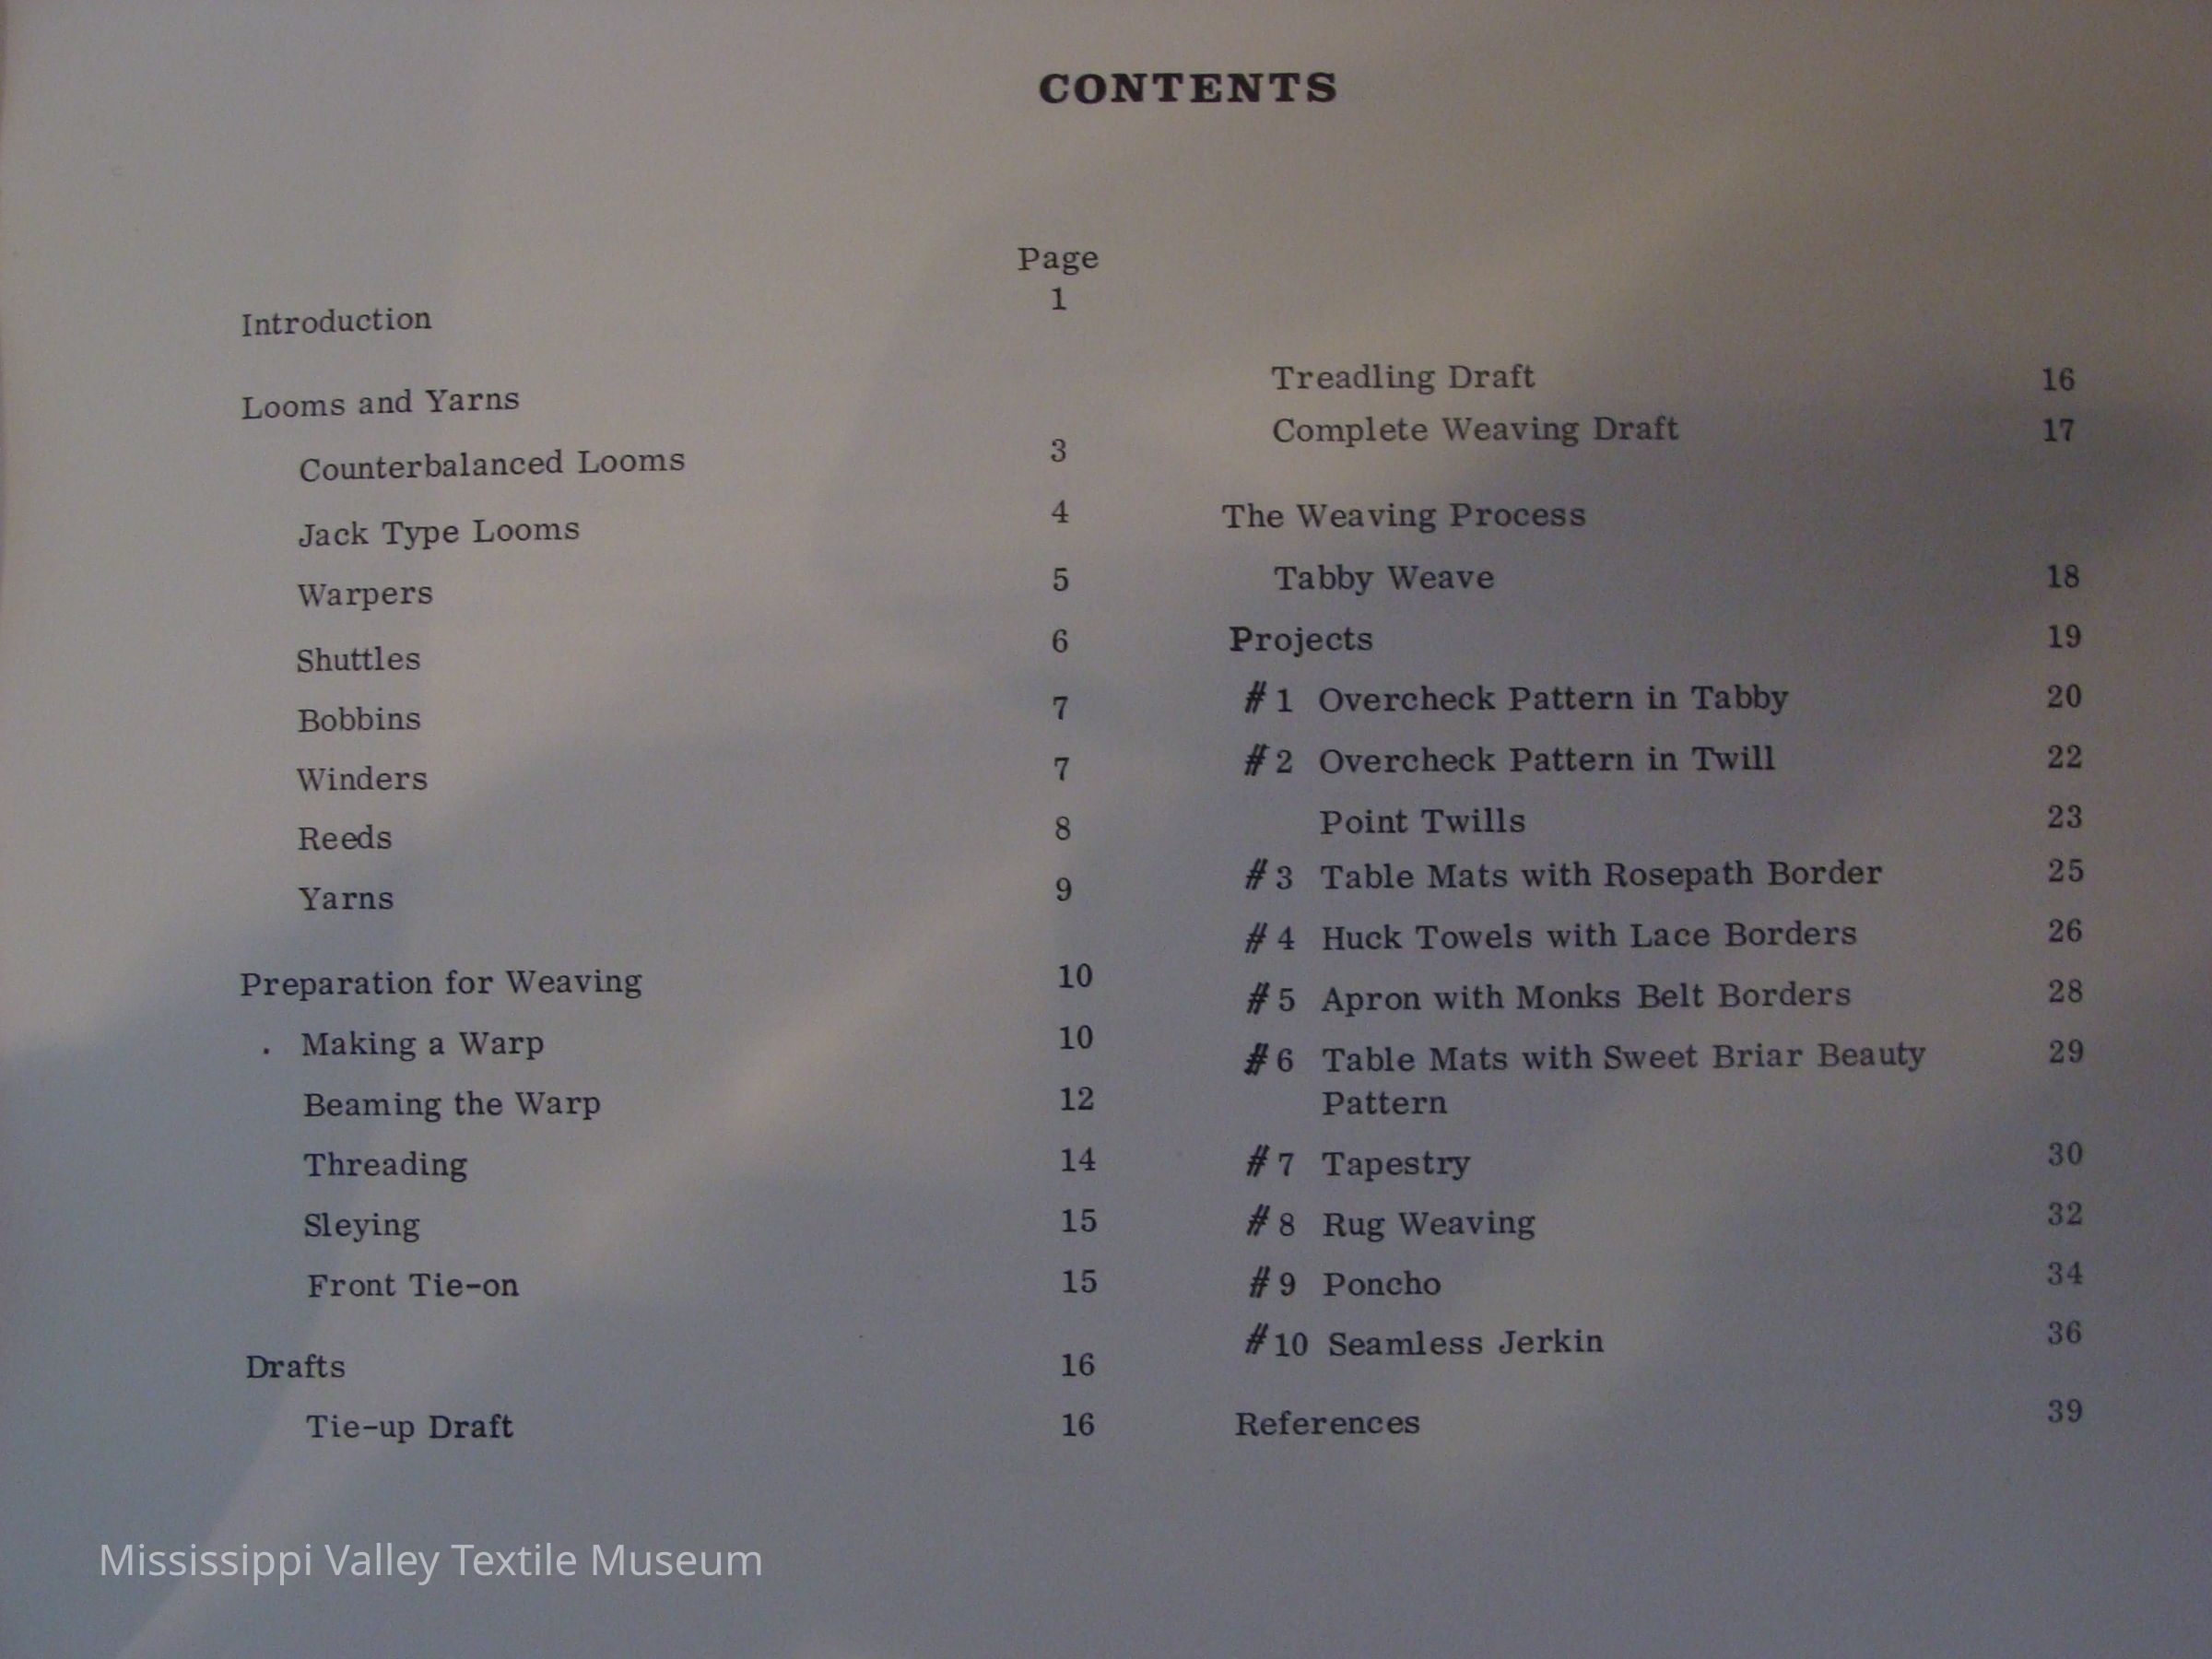 CONTENTS
Page
Introduction 1
Looms and Yarns
Counterbalanced Looms 3
Jack Type Looms 4
Warpers 5
Shuttles 6
Bobbins 7
Winders 7
Reeds 8
Yarns 9
Preparation for Weaving 10
. Making a Warp 10
Beaming the Warp 12
Threading 14
Sleying 15
Front Tie-on 15
Drafts 16
Tie-up Draft 16
Treadling Draft 16
Complete Weaving Draft 17
The Weaving Process
Tabby Weave 18
Projects 19
# 1 Overcheck Pattern in Tabby 20
# 2 Overcheck Pattern in Twill 22
Point Twills 23
# 3 Table Mats with Rosepath Border 25
# 4 Huck Towels with Lace Borders 26
# 5 Apron with Monks Belt Borders 28
# 6 Table Mats with Sweet Briar Beauty 29
Pattern
# 7 Tapestry 30
# 8 Rug Weaving 32
# 9 Poncho 34
# 10 Seamless Jerkin 36
References 39
Mississippi Valley Textile Museum